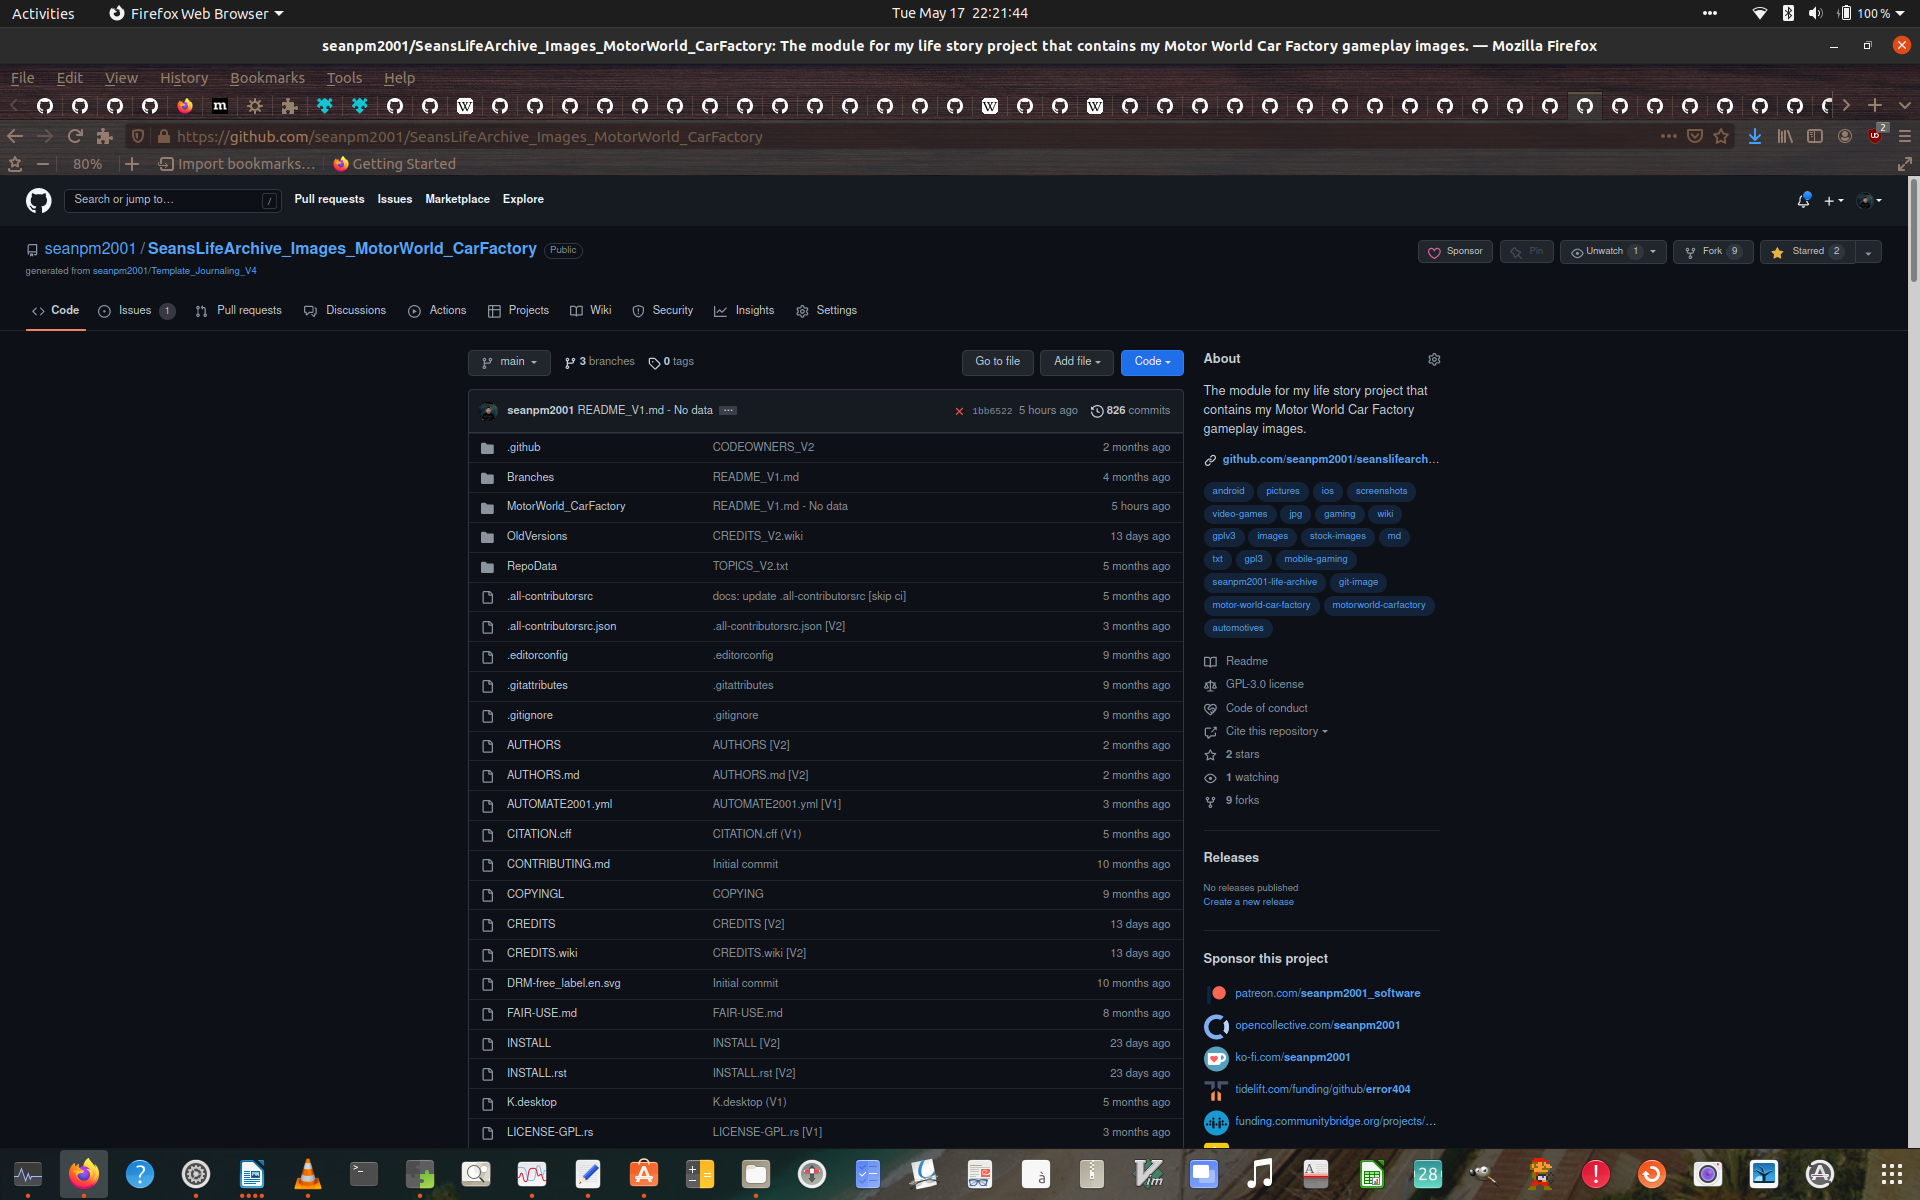 Activities
Firefox Web Browser
Tue May 17 22:21:44
100 %
seanpm2001/SeansLifeArchive_Images_MotorWorld_CarFactory: The module for my life story project that contains my Motor World Car Factory gameplay images. — Mozilla Firefox
File Edit View History Bookmarks Tools Help
https://github.com/seanpm2001/SeansLifeArchive_Images_MotorWorld_CarFactory
2
80%
Import bookmarks...
Getting Started
Search or jump to...
/
Pull requests Issues Marketplace Explore
seanpm2001 / SeansLifeArchive_Images_MotorWorld_CarFactory Public
generated from seanpm2001/Template_Journaling_V4
Sponsor Pin Unwatch 1 Fork 9 Starred 2
Code Issues 1 Pull requests Discussions Actions Projects Wiki Security Insights Settings
main 3 branches 0 tags Go to file Add file Code
seanpm2001 README_V1.md - No data ... 1bb6522 5 hours ago 826 commits
.github CODEOWNERS_V2 2 months ago
Branches README_V1.md 4 months ago
MotorWorld_CarFactory README_V1.md - No data 5 hours ago
OldVersions CREDITS_V2.wiki 13 days ago
RepoData TOPICS_V2.txt 5 months ago
.all-contributorsrc docs: update .all-contributorsrc [skip ci] 5 months ago
.all-contributorsrc.json .all-contributorsrc.json [V2] 3 months ago
.editorconfig .editorconfig 9 months ago
.gitattributes .gitattributes 9 months ago
.gitignore .gitignore 9 months ago
AUTHORS AUTHORS [V2] 2 months ago
AUTHORS.md AUTHORS.md [V2] 2 months ago
AUTOMATE2001.yml AUTOMATE2001.yml [V1] 3 months ago
CITATION.cff CITATION.cff (V1) 5 months ago
CONTRIBUTING.md Initial commit 10 months ago
COPYINGL COPYING 9 months ago
CREDITS CREDITS [V2] 13 days ago
CREDITS.wiki CREDITS.wiki [V2] 13 days ago
DRM-free_label.en.svg Initial commit 10 months ago
FAIR-USE.md FAIR-USE.md 8 months ago
INSTALL INSTALL [V2] 23 days ago
INSTALL.rst INSTALL.rst [V2] 23 days ago
K.desktop K.desktop (V1) 5 months ago
LICENSE-GPL.rs LICENSE-GPL.rs [V1] 3 months ago
About
The module for my life story project that
contains my Motor World Car Factory
gameplay images.
github.com/seanpm2001/seanslifearch...
android pictures ios screenshots
video-games jpg gaming wiki
gplv3 images stock-images md
txt gpl3 mobile-gaming
seanpm2001-life-archive git-image
motor-world-car-factory motorworld-carfactory
automotives
Readme
GPL-3.0 license
Code of conduct
Cite this repository
2 stars
1 watching
9 forks
Releases
No releases published
Create a new release
Sponsor this project
patreon.com/seanpm2001_software
opencollective.com/seanpm2001
ko-fi.com/seanpm2001
tidelift.com/funding/github/error404
funding.communitybridge.org/projects/...
28